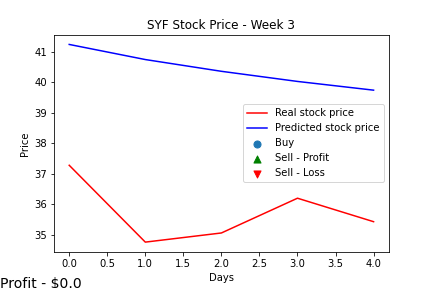 SYF Stock Price - Week 3
41
40
39
38
37
36
35
Price
Real stock price
Predicted stock price
Buy
Sell - Profit
Sell - Loss
0.0 0.5 1.0 1.5 2.0 2.5 3.0 3.5 4.0
Days
Profit - $0.0